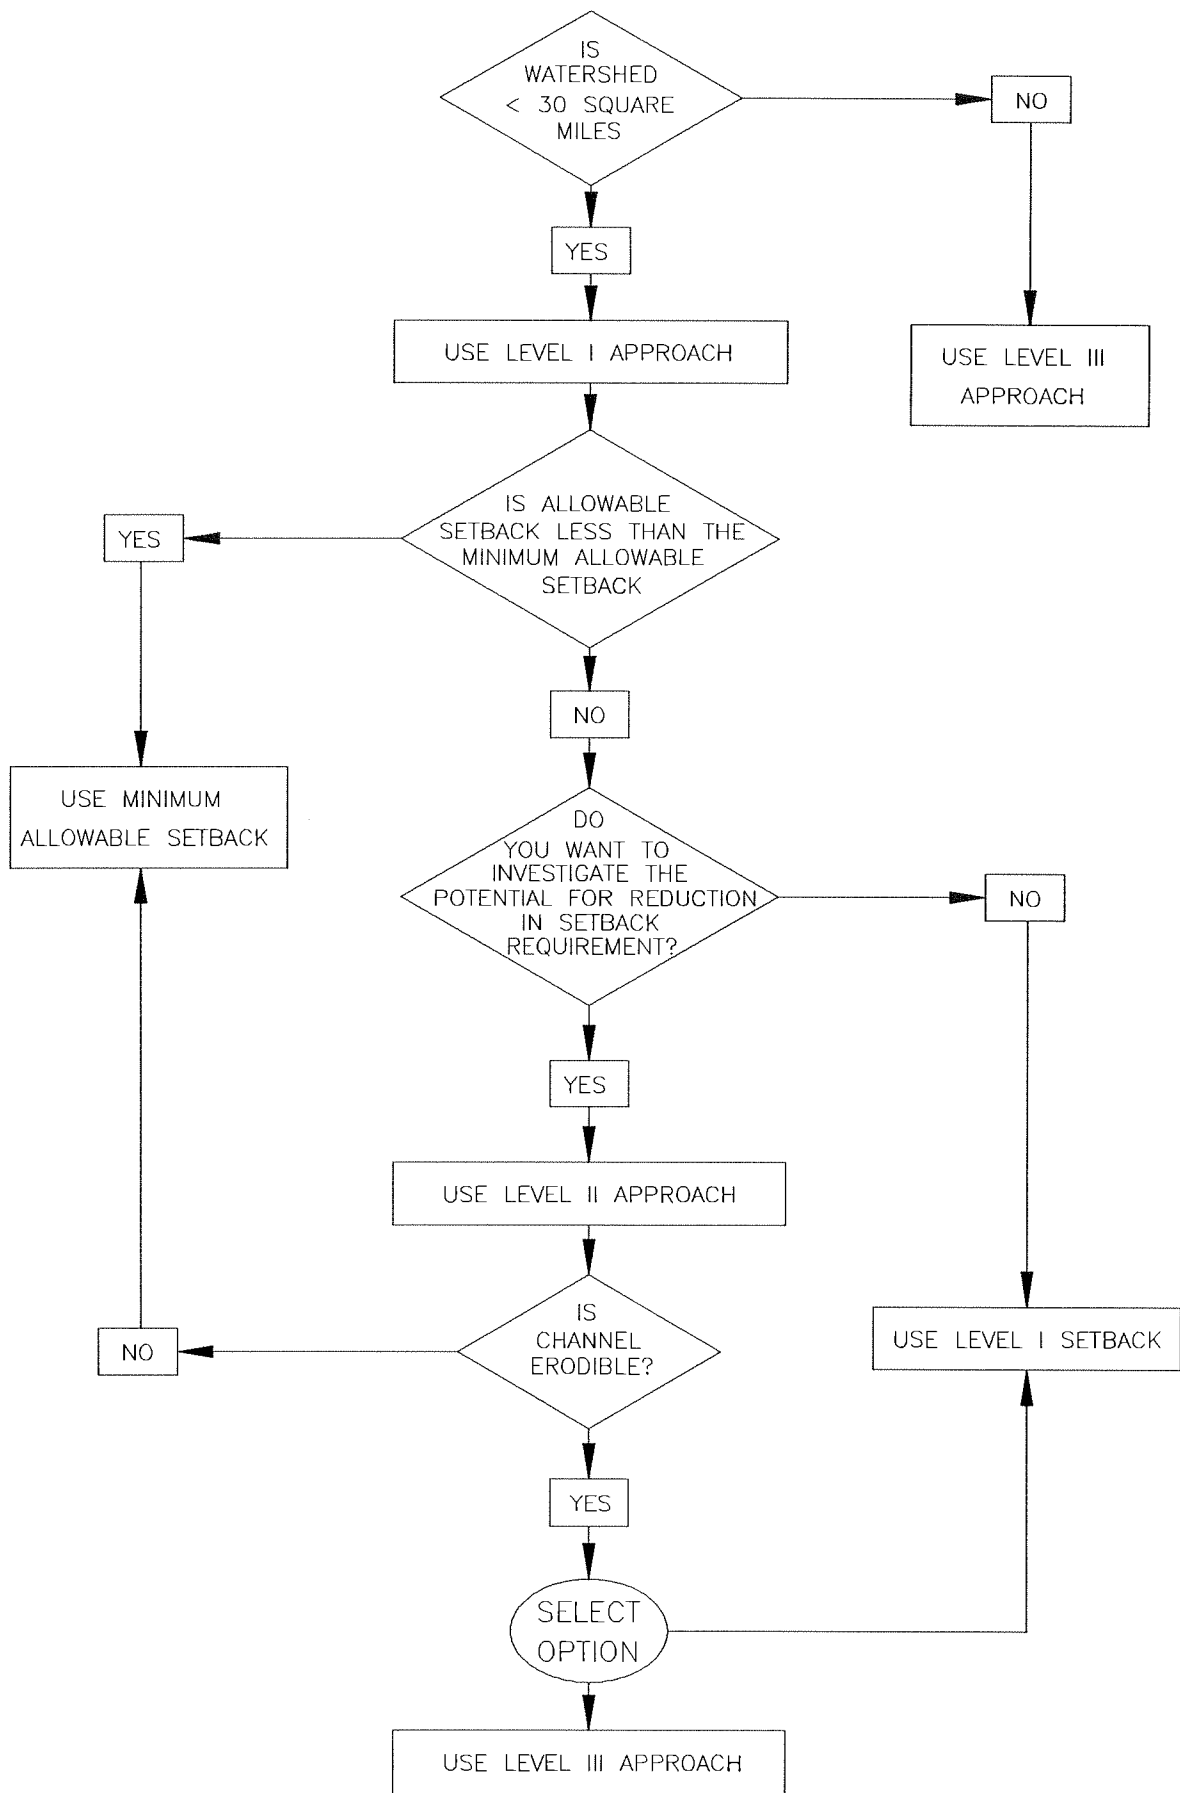 IS
WATERSHED
< 30 SQUARE
MILES
NO
YES
USE LEVEL I APPROACH
USE LEVEL III
APPROACH
IS ALLOWABLE
SETBACK LESS THAN THE
MINIMUM ALLOWABLE
SETBACK
YES
NO
USE MINIMUM
ALLOWABLE SETBACK
DO
YOU WANT TO
INVESTIGATE THE
POTENTIAL FOR REDUCTION
IN SETBACK
REQUIREMENT?
NO
YES
USE LEVEL II APPROACH
IS
CHANNEL
ERODIBLE?
NO
USE LEVEL I SETBACK
YES
SELECT
OPTION
USE LEVEL III APPROACH